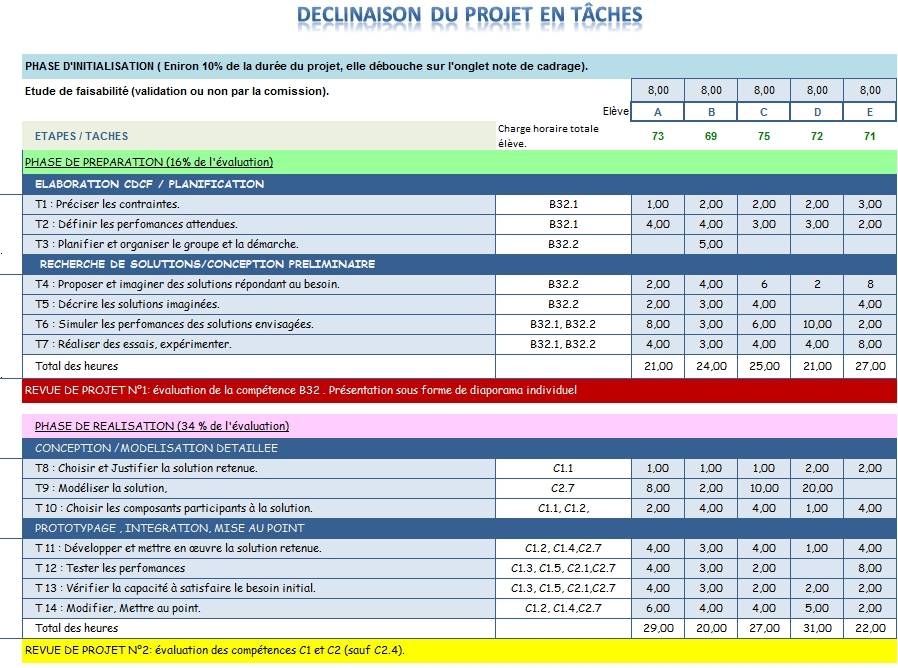 DECLINAISON DU PROJET EN TÂCHES
PHASE D'INITIALISATION ( Eniron 10% de la durée du projet, elle débouche sur l'onglet note de cadrage).
Etude de faisabilité (validation ou non par la comission). 8,00 8,00 8,00 8,00 8,00
Elève A B C D E
ETAPES / TACHES Charge horaire totale élève. 73 69 75 72 71
PHASE DE PREPARATION (16% de l'évaluation)
ELABORATION CDCF / PLANIFICATION
T1 : Préciser les contraintes. B32.1 1,00 2,00 2,00 2,00 3,00
T2 : Définir les perfomances attendues. B32.1 4,00 4,00 3,00 3,00 2,00
T3 : Planifier et organiser le groupe et la démarche. B32.2 5,00
RECHERCHE DE SOLUTIONS/CONCEPTION PRELIMINAIRE
T4 : Proposer et imaginer des solutions répondant au besoin. B32.2 2,00 4,00 6 2 8
T5 : Décrire les solutions imaginées. B32.2 2,00 3,00 4,00 4,00
T6 : Simuler les perfomances des solutions envisagées. B32.1, B32.2 8,00 3,00 6,00 10,00 2,00
T7 : Réaliser des essais, expérimenter. B32.1, B32.2 4,00 3,00 4,00 4,00 8,00
Total des heures 21,00 24,00 25,00 21,00 27,00
REVUE DE PROJET N°1: évaluation de la compétence B32 . Présentation sous forme de diaporama individuel
PHASE DE REALISATION (34 % de l'évaluation)
CONCEPTION /MODELISATION DETAILLEE
T8 : Choisir et Justifier la solution retenue. C1.1 1,00 1,00 1,00 2,00 2,00
T9 : Modéliser la solution, C2.7 8,00 2,00 10,00 20,00
T 10 : Choisir les composants participants à la solution. C1.1, C1.2, 2,00 4,00 4,00 1,00 4,00
PROTOTYPAGE , INTEGRATION, MISE AU POINT
T 11 : Développer et mettre en œuvre la solution retenue. C1.2, C1.4,C2.7 4,00 3,00 4,00 1,00 4,00
T 12 : Tester les perfomances C1.3, C1.5, C2.1,C2.7 4,00 3,00 2,00 8,00
T 13 : Vérifier la capacité à satisfaire le besoin initial. C1.3, C1.5, C2.1,C2.7 4,00 3,00 2,00 2,00 2,00
T 14 : Modifier, Mettre au point. C1.2, C1.4,C2.7 6,00 4,00 4,00 5,00 2,00
Total des heures 29,00 20,00 27,00 31,00 22,00
REVUE DE PROJET N°2: évaluation des compétences C1 et C2 (sauf C2.4).